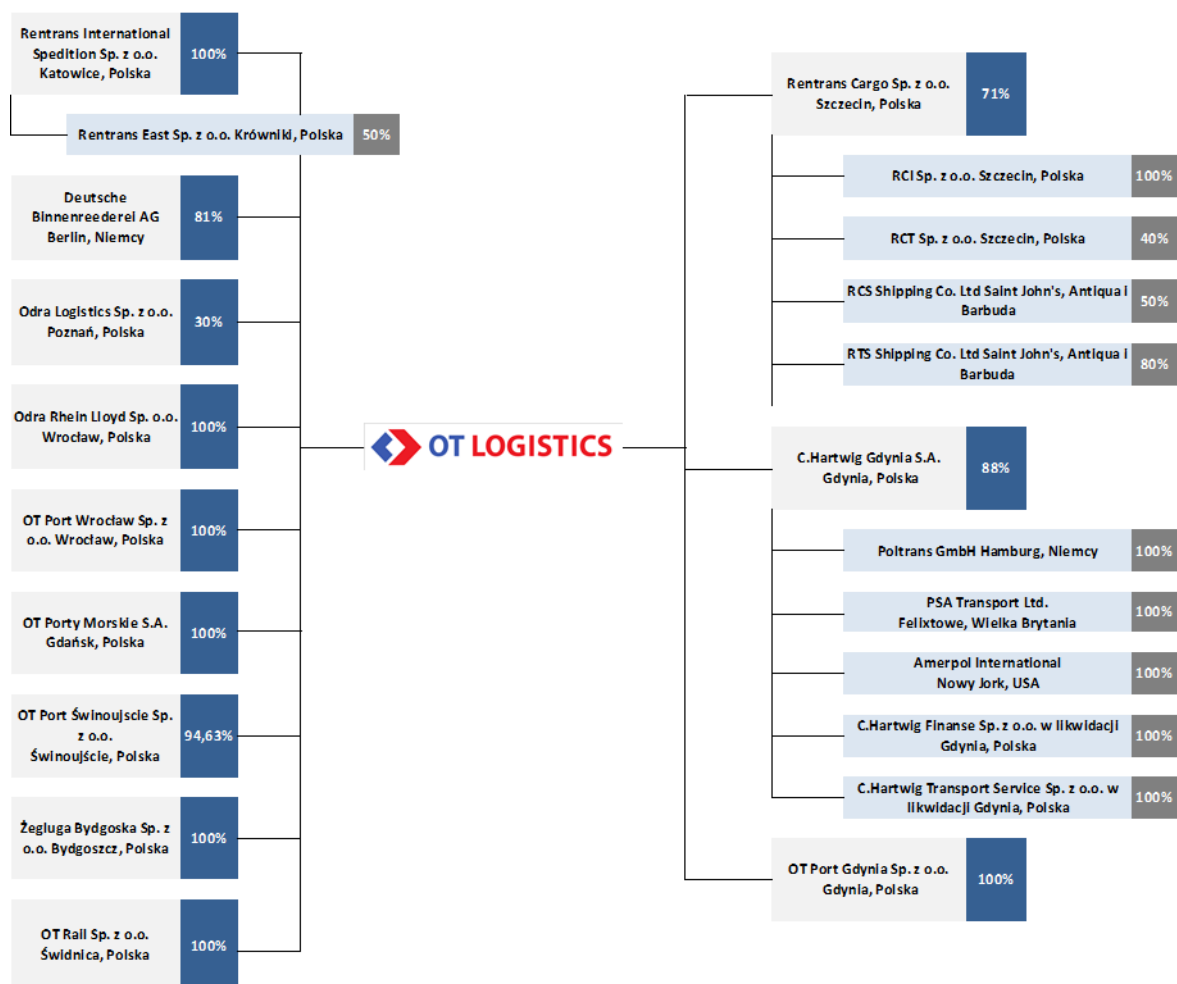 Rentrans International
Spedition Sp. z o.o.
Katowice, Polska
100%
Rentrans East Sp. z o.o. Krówniki, Polska
50%
Deutsche
Binnenreederei AG
Berlin, Niemcy
81%
Odra Logistics Sp. z o.o.
Poznań, Polska
30%
Odra Rhein Lloyd Sp. o.o.
Wrocław, Polska
100%
OT Port Wrocław Sp. z
o.o. Wrocław, Polska
100%
OT Porty Morskie S.A.
Gdańsk, Polska
100%
OT Port Świnoujscie Sp.
z o.o.
Świnoujście, Polska
94,63%
Żegluga Bydgoska Sp. z
o.o. Bydgoszcz, Polska
100%
OT Rail Sp. z o.o.
Świdnica, Polska
100%
OT LOGISTICS
Rentrans Cargo Sp. z o.o.
Szczecin, Polska
71%
RCI Sp. z o.o. Szczecin, Polska
100%
RCT Sp. z o.o. Szczecin, Polska
40%
RCS Shipping Co. Ltd Saint John's, Antigua i
Barbuda
50%
RTS Shipping Co. Ltd Saint John's, Antigua i
Barbuda
80%
C.Hartwig Gdynia S.A.
Gdynia, Polska
88%
Poltrans GmbH Hamburg, Niemcy
100%
PSA Transport Ltd.
Felixtowe, Wielka Brytania
100%
Amerpol International
Nowy Jork, USA
100%
C.Hartwig Finanse Sp. z o.o. w likwidacji
Gdynia, Polska
100%
C.Hartwig Transport Service Sp. z o.o. w
likwidacji Gdynia, Polska
100%
OT Port Gdynia Sp. z o.o.
Gdynia, Polska
100%